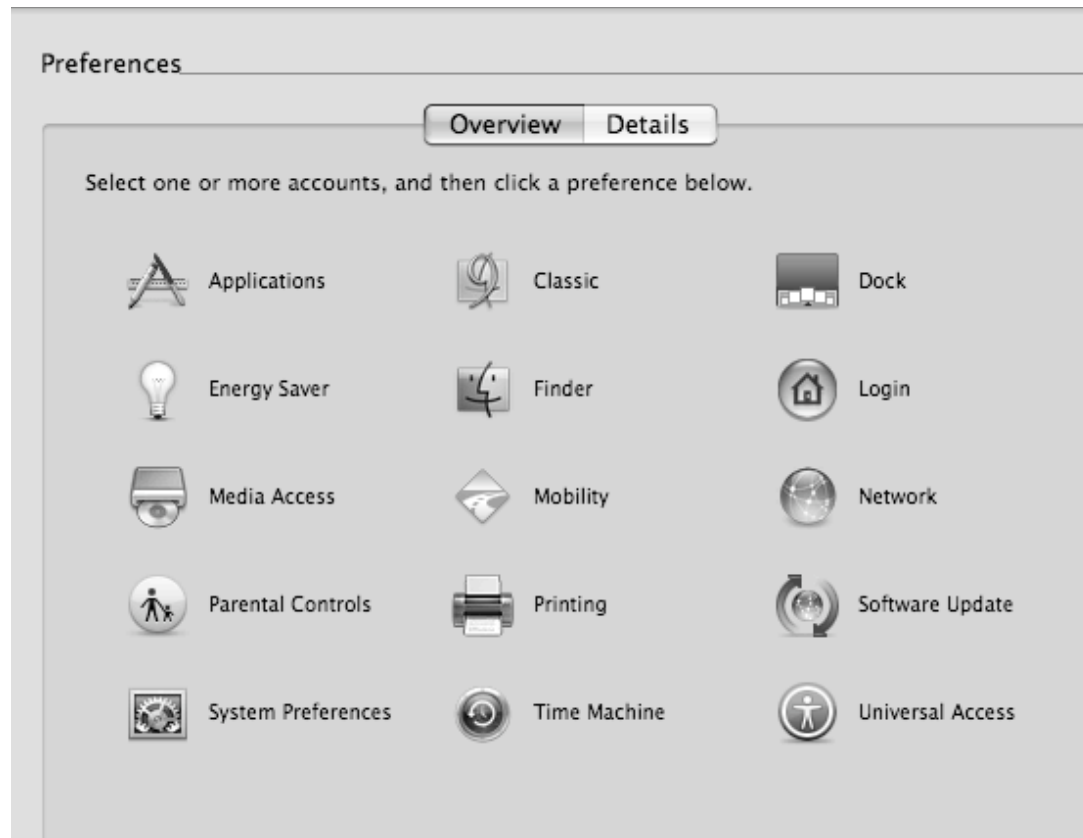 Preferences
Overview Details
Select one or more accounts, and then click a preference below.
Applications Classic Dock
Energy Saver Finder Login
Media Access Mobility Network
Parental Controls Printing Software Update
System Preferences Time Machine Universal Access